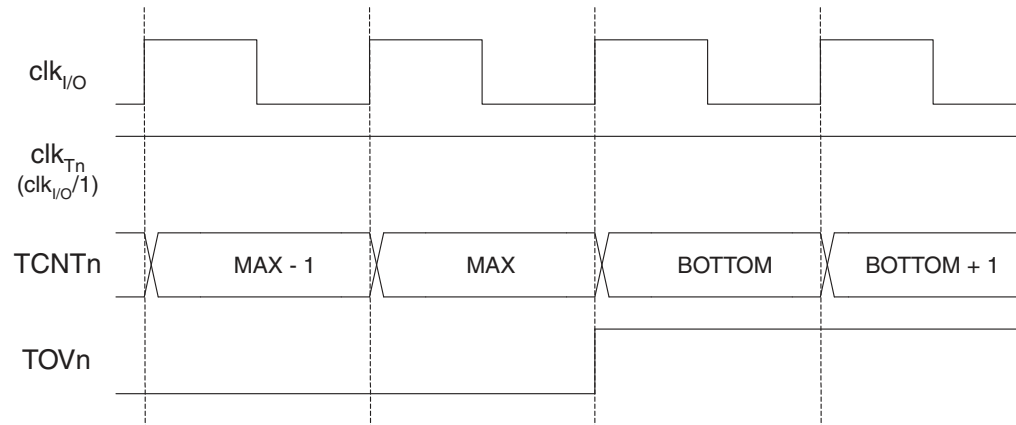 clkI/O
clkTn
(clkI/O/1)
TCNTn MAX - 1 MAX BOTTOM BOTTOM + 1
TOVn